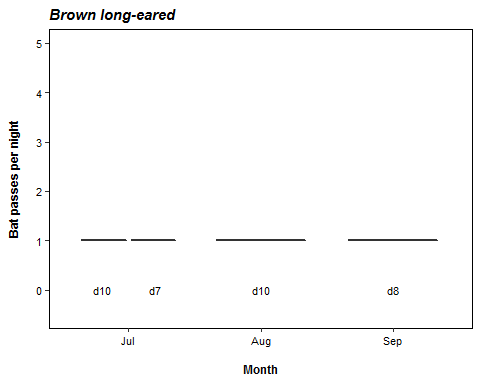 Brown long-eared
Bat passes per night
5
4
3
2
1
0
d10 d7 d10 d8
Jul Aug Sep
Month